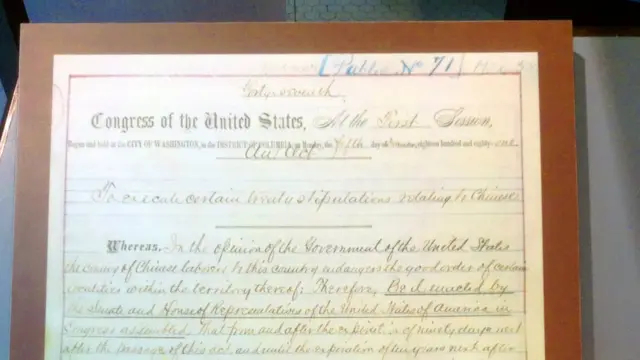 [Public No 71]
Forty-seventh
Congress of the United States, At the First Session,
Begun and held at the CITY OF WASHINGTON, in the DISTRICT OF COLUMBIA, on Monday, the fifth day of December, eighteen hundred and eighty-one
An Act
To execute certain treaty stipulations relating to Chinese
Whereas, In the opinion of the Government of the United States
the coming of Chinese laborers to this country endangers the good order of certain
localities within the territory thereof: Therefore, Be it enacted by
the Senate and House of Representatives of the United States of America in
Congress assembled, That from and after the expiration of ninety days next
after the passage of this act, and until the expiration of ten years next after